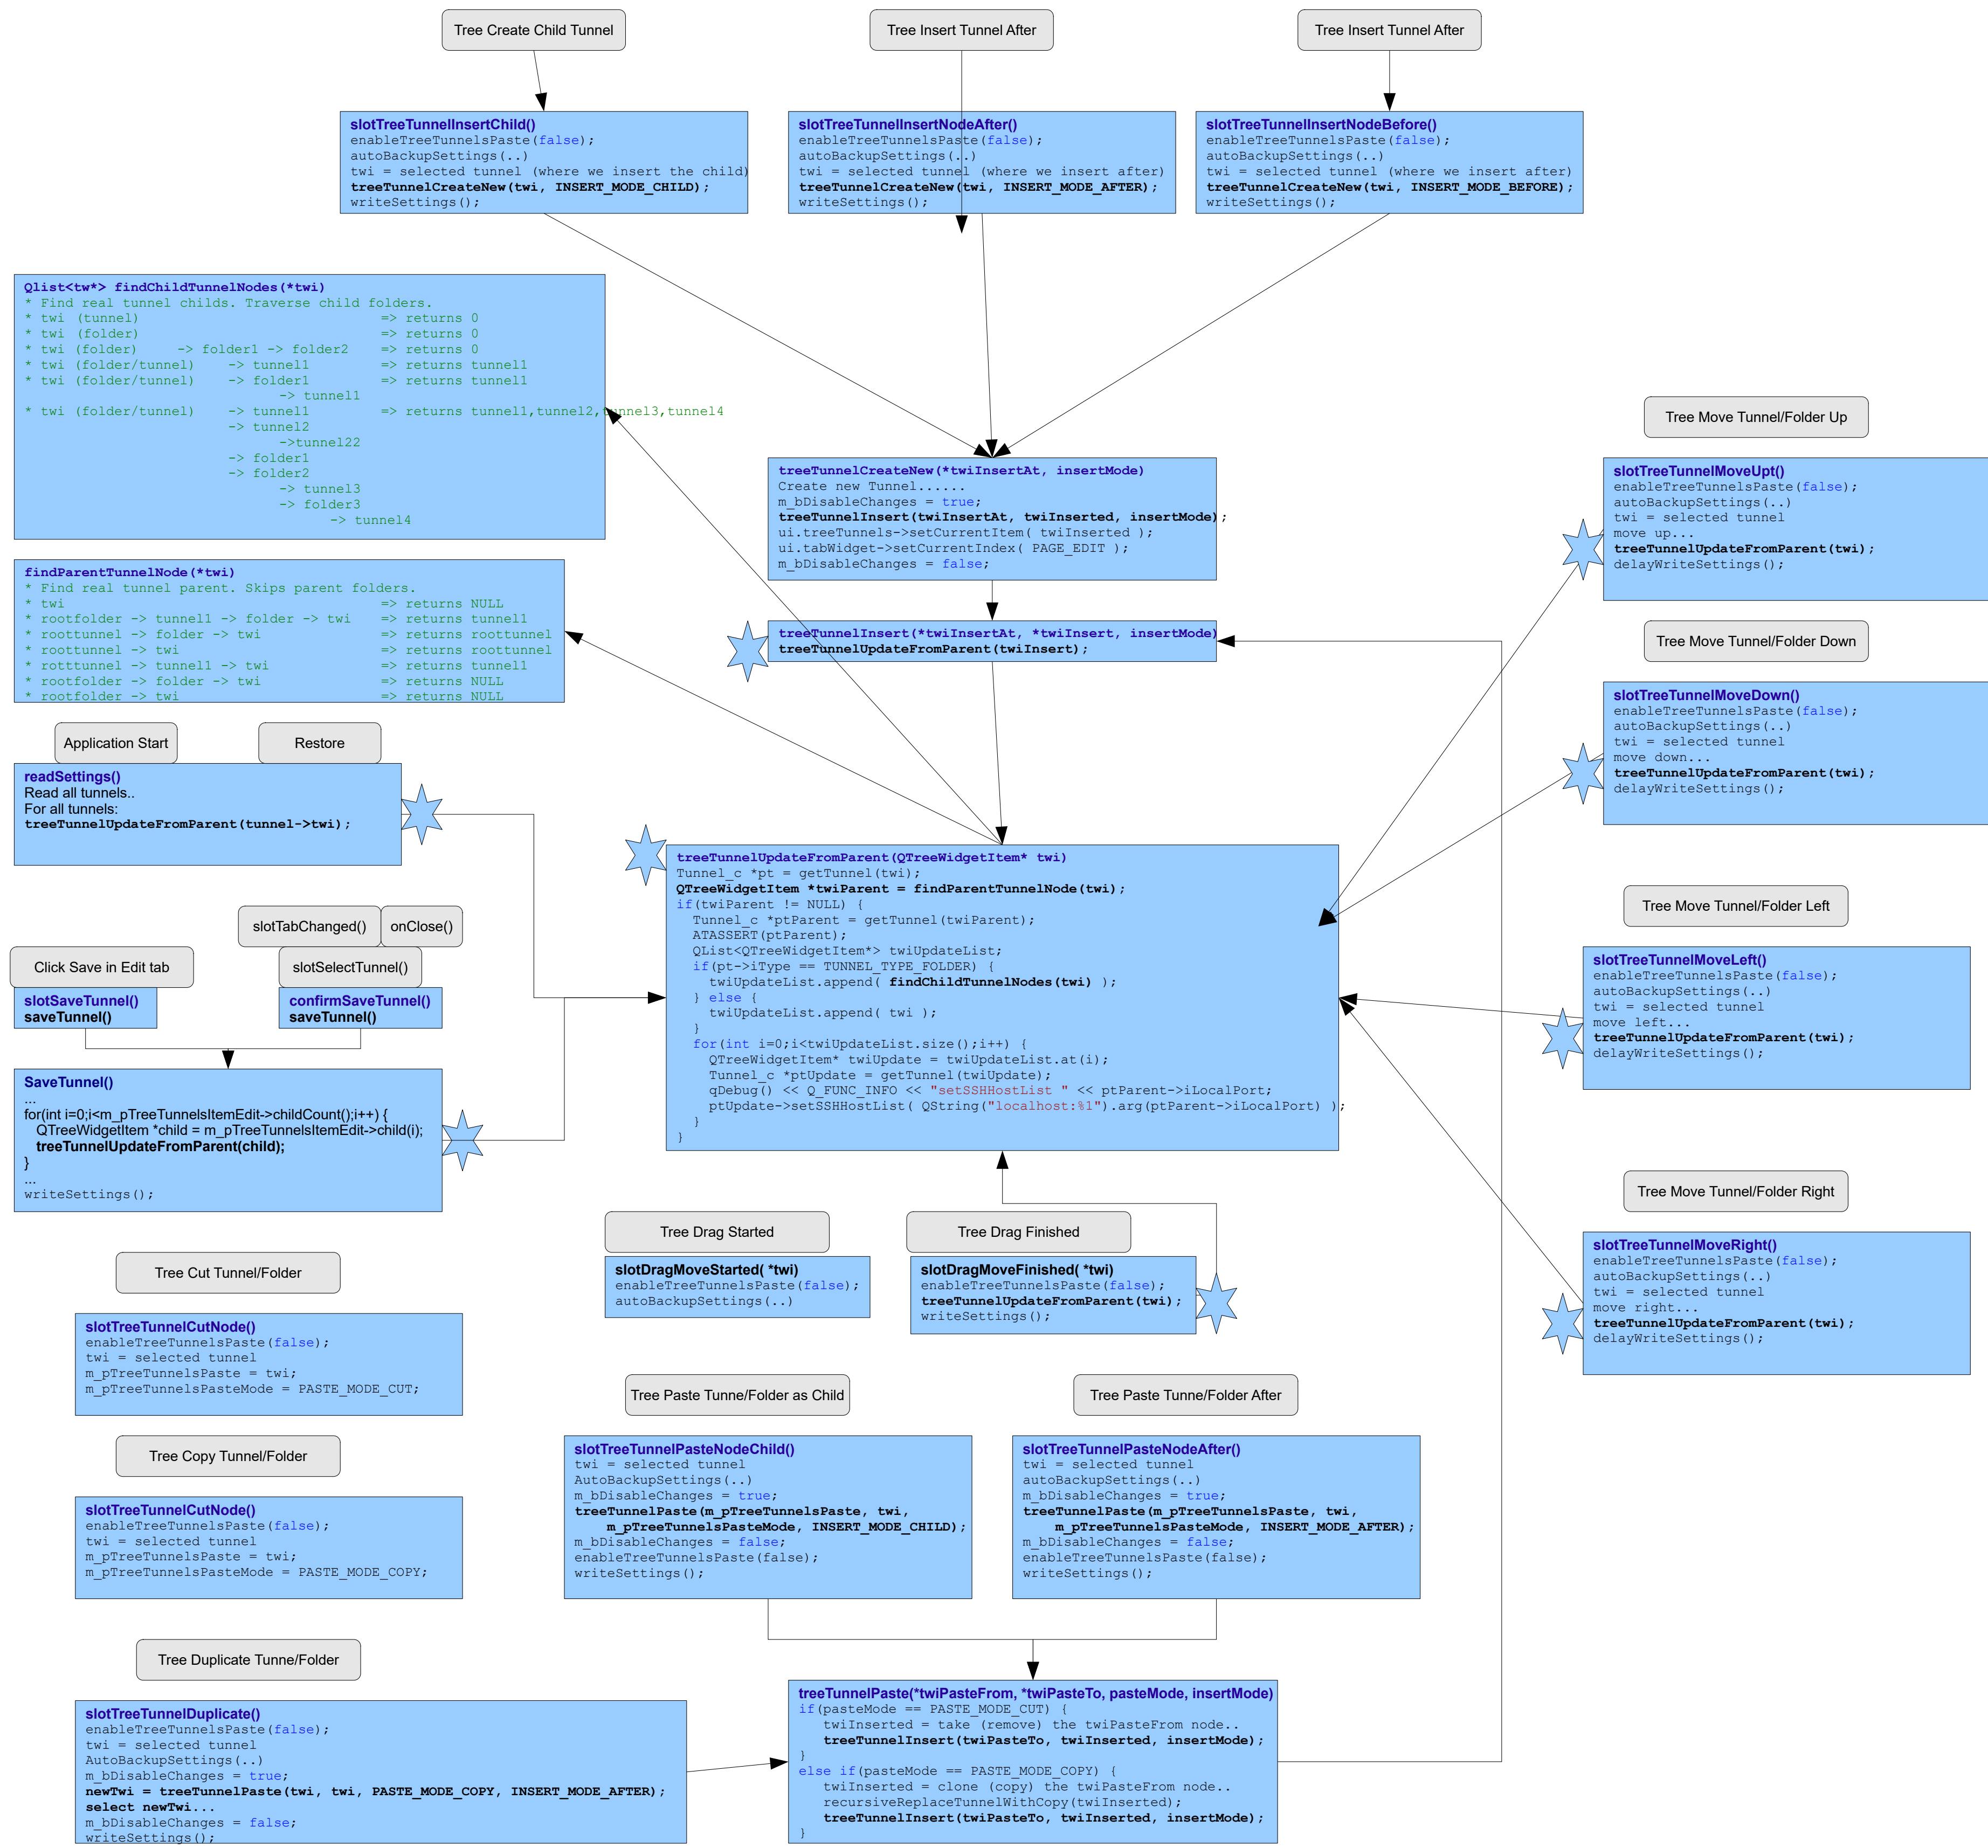 Tree Create Child Tunnel
Tree Insert Tunnel After
Tree Insert Tunnel After
slotTreeTunnelInsertChild()
enableTreeTunnelsPaste(false);
autoBackupSettings(..)
twi = selected tunnel (where we insert the child)
treeTunnelCreateNew(twi, INSERT_MODE_CHILD);
writeSettings();
slotTreeTunnelInsertNodeAfter()
enableTreeTunnelsPaste(false);
autoBackupSettings(..)
twi = selected tunnel (where we insert after)
treeTunnelCreateNew(twi, INSERT_MODE_AFTER);
writeSettings();
slotTreeTunnelInsertNodeBefore()
enableTreeTunnelsPaste(false);
autoBackupSettings(..)
twi = selected tunnel (where we insert after)
treeTunnelCreateNew(twi, INSERT_MODE_BEFORE);
writeSettings();
Qlist<tw*> findChildTunnelNodes(*twi)
* Find real tunnel childs. Traverse child folders.
* twi (tunnel) => returns 0
* twi (folder) => returns 0
* twi (folder) -> folder1 -> folder2 => returns 0
* twi (folder/tunnel) -> tunnel1 => returns tunnel1
* twi (folder/tunnel) -> folder1 => returns tunnel1
-> tunnel1
* twi (folder/tunnel) -> tunnel1 => returns tunnel1,tunnel2,tunnel3,tunnel4
-> tunnel2
->tunnel22
-> folder1
-> folder2
-> tunnel3
-> folder3
-> tunnel4
findParentTunnelNode(*twi)
* Find real tunnel parent. Skips parent folders.
* twi => returns NULL
* rootfolder -> tunnel1 -> folder -> twi => returns tunnel1
* roottunnel -> folder -> twi => returns roottunnel
* roottunnel -> twi => returns roottunnel
* rotttunnel -> tunnel1 -> twi => returns tunnel1
* rootfolder -> folder -> twi => returns NULL
* rootfolder -> twi => returns NULL
treeTunnelCreateNew(*twiInsertAt, insertMode)
Create new Tunnel......
m_bDisableChanges = true;
treeTunnelInsert(twiInsertAt, twiInserted, insertMode);
ui.treeTunnels->setCurrentItem( twiInserted );
ui.tabWidget->setCurrentIndex( PAGE_EDIT );
m_bDisableChanges = false;
treeTunnelInsert(*twiInsertAt, *twiInsert, insertMode)
treeTunnelUpdateFromParent(twiInsert);
Tree Move Tunnel/Folder Up
slotTreeTunnelMoveUpt()
enableTreeTunnelsPaste(false);
autoBackupSettings(..)
twi = selected tunnel
move up...
treeTunnelUpdateFromParent(twi);
delayWriteSettings();
Tree Move Tunnel/Folder Down
slotTreeTunnelMoveDown()
enableTreeTunnelsPaste(false);
autoBackupSettings(..)
twi = selected tunnel
move down...
treeTunnelUpdateFromParent(twi);
delayWriteSettings();
Application Start
Restore
readSettings()
Read all tunnels..
For all tunnels:
treeTunnelUpdateFromParent(tunnel->twi);
slotTabChanged()
onClose()
Click Save in Edit tab
slotSelectTunnel()
slotSaveTunnel()
saveTunnel()
confirmSaveTunnel()
saveTunnel()
SaveTunnel()
...
for(int i=0;i<m_pTreeTunnelsItemEdit->childCount();i++) {
QTreeWidgetItem *child = m_pTreeTunnelsItemEdit->child(i);
treeTunnelUpdateFromParent(child);
}
...
writeSettings();
treeTunnelUpdateFromParent(QTreeWidgetItem* twi)
Tunnel_c *pt = getTunnel(twi);
QTreeWidgetItem *twiParent = findParentTunnelNode(twi);
if(twiParent != NULL) {
Tunnel_c *ptParent = getTunnel(twiParent);
ATASSERT(ptParent);
QList<QTreeWidgetItem*> twiUpdateList;
if(pt->iType == TUNNEL_TYPE_FOLDER) {
twiUpdateList.append( findChildTunnelNodes(twi) );
} else {
twiUpdateList.append( twi );
}
for(int i=0;i<twiUpdateList.size();i++) {
QTreeWidgetItem* twiUpdate = twiUpdateList.at(i);
Tunnel_c *ptUpdate = getTunnel(twiUpdate);
qDebug() << Q_FUNC_INFO << "setSSHHostList " << ptParent->iLocalPort;
ptUpdate->setSSHHostList( QString("localhost:%1").arg(ptParent->iLocalPort) );
}
}
Tree Move Tunnel/Folder Left
slotTreeTunnelMoveLeft()
enableTreeTunnelsPaste(false);
autoBackupSettings(..)
twi = selected tunnel
move left...
treeTunnelUpdateFromParent(twi);
delayWriteSettings();
Tree Move Tunnel/Folder Right
slotTreeTunnelMoveRight()
enableTreeTunnelsPaste(false);
autoBackupSettings(..)
twi = selected tunnel
move right...
treeTunnelUpdateFromParent(twi);
delayWriteSettings();
Tree Drag Started
slotDragMoveStarted( *twi)
enableTreeTunnelsPaste(false);
autoBackupSettings(..)
Tree Drag Finished
slotDragMoveFinished( *twi)
enableTreeTunnelsPaste(false);
treeTunnelUpdateFromParent(twi);
writeSettings();
Tree Cut Tunnel/Folder
slotTreeTunnelCutNode()
enableTreeTunnelsPaste(false);
twi = selected tunnel
m_pTreeTunnelsPaste = twi;
m_pTreeTunnelsPasteMode = PASTE_MODE_CUT;
Tree Copy Tunnel/Folder
slotTreeTunnelCutNode()
enableTreeTunnelsPaste(false);
twi = selected tunnel
m_pTreeTunnelsPaste = twi;
m_pTreeTunnelsPasteMode = PASTE_MODE_COPY;
Tree Paste Tunne/Folder as Child
slotTreeTunnelPasteNodeChild()
twi = selected tunnel
AutoBackupSettings(..)
m_bDisableChanges = true;
treeTunnelPaste(m_pTreeTunnelsPaste, twi,
m_pTreeTunnelsPasteMode, INSERT_MODE_CHILD);
m_bDisableChanges = false;
enableTreeTunnelsPaste(false);
writeSettings();
Tree Paste Tunne/Folder After
slotTreeTunnelPasteNodeAfter()
twi = selected tunnel
autoBackupSettings(..)
m_bDisableChanges = true;
treeTunnelPaste(m_pTreeTunnelsPaste, twi,
m_pTreeTunnelsPasteMode, INSERT_MODE_AFTER);
m_bDisableChanges = false;
enableTreeTunnelsPaste(false);
writeSettings();
Tree Duplicate Tunne/Folder
slotTreeTunnelDuplicate()
enableTreeTunnelsPaste(false);
twi = selected tunnel
AutoBackupSettings(..)
m_bDisableChanges = true;
newTwi = treeTunnelPaste(twi, twi, PASTE_MODE_COPY, INSERT_MODE_AFTER);
select newTwi...
m_bDisableChanges = false;
writeSettings();
treeTunnelPaste(*twiPasteFrom, *twiPasteTo, pasteMode, insertMode)
if(pasteMode == PASTE_MODE_CUT) {
twiInserted = take (remove) the twiPasteFrom node..
treeTunnelInsert(twiPasteTo, twiInserted, insertMode);
}
else if(pasteMode == PASTE_MODE_COPY) {
twiInserted = clone (copy) the twiPasteFrom node..
recursiveReplaceTunnelWithCopy(twiInserted);
treeTunnelInsert(twiPasteTo, twiInserted, insertMode);
}